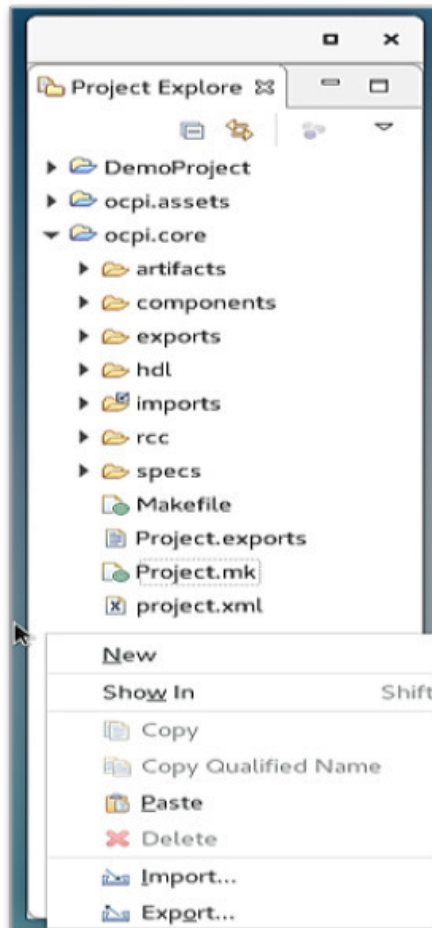 Project Explore
DemoProject
ocpi.assets
ocpi.core
artifacts
components
exports
hdl
imports
rcc
specs
Makefile
Project.exports
Project.mk
project.xml
New
Show In Shift
Copy
Copy Qualified Name
Paste
Delete
Import...
Export...